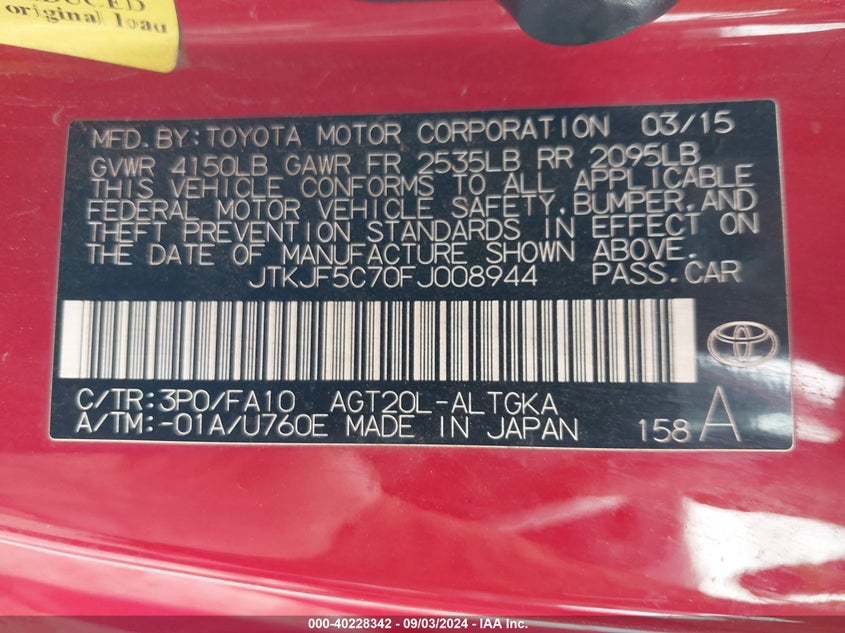 DUCED
original load
MFD.BY:TOYOTA MOTOR CORPORATION 03/15
GVWR 4150LB GAWR FR 2535LB RR 2095LB
THIS VEHICLE CONFORMS TO ALL APPLICABLE
FEDERAL MOTOR VEHICLE SAFETY,BUMPER,AND
THEFT PREVENTION STANDARDS IN EFFECT ON
THE DATE OF MANUFACTURE SHOWN ABOVE.
JTKJF5C70FJ008944 PASS.CAR
C/TR:3P0/FA10 AGT20L-ALTGKA
A/TM:-01A/U760E MADE IN JAPAN 158 A
000-40228342 - 09/03/2024 - IAA Inc.